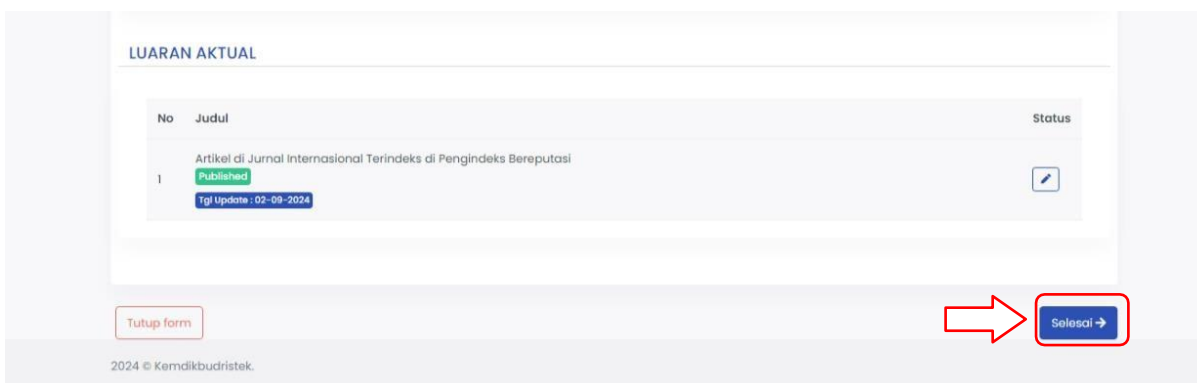 LUARAN AKTUAL
No Judul Status
Artikel di Jurnal Internasional Terindeks di Pengindeks Bereputasi
1 Published
Tgl Update : 02-09-2024
Tutup form Selesai →
2024 © Kemdikbudristek.